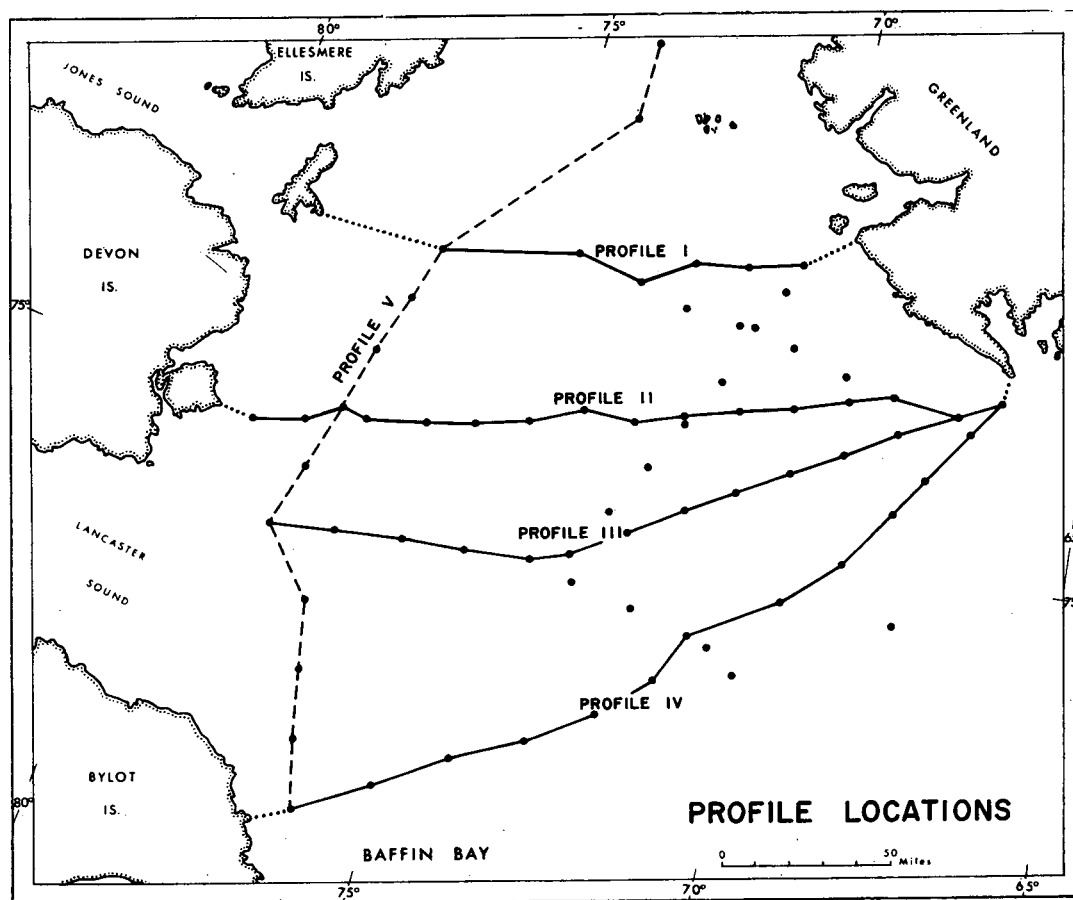 80°
75°
70°
ELLESMERE
IS.
JONES SOUND
GREENLAND
DEVON
IS.
PROFILE I
75°
PROFILE V
PROFILE II
LANCASTER
SOUND
PROFILE III
PROFILE IV
BYLOT
IS.
80°
PROFILE LOCATIONS
0 50
Miles
BAFFIN BAY
75°
70°
65°